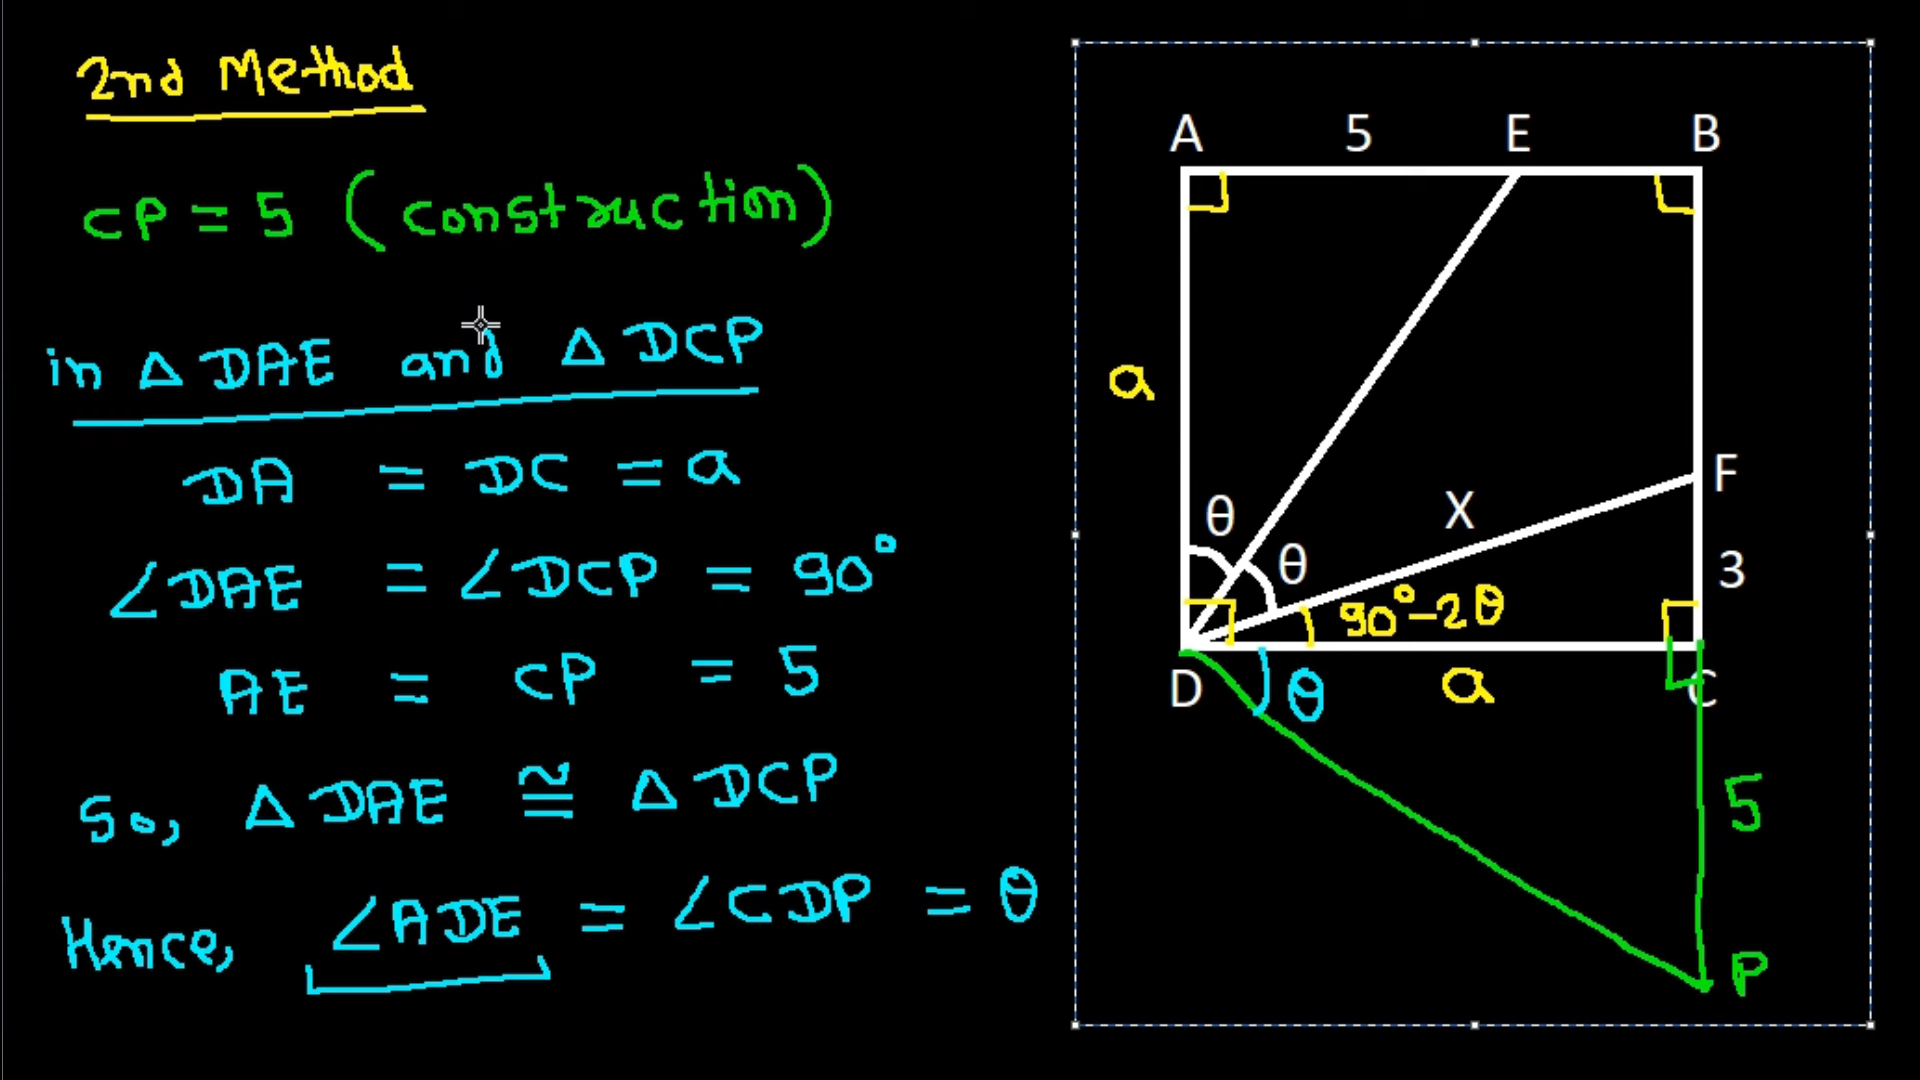 2nd Method
CP = 5 (construction)
in Δ DAE and Δ DCP
DA = DC = a
∠DAE = ∠DCP = 90°
AE = CP = 5
So, Δ DAE ≅ Δ DCP
Hence, ∠ADE = ∠CDP = θ
A 5 E B
a
F
X
θ
θ
3
90°-2θ
D θ a C
5
P